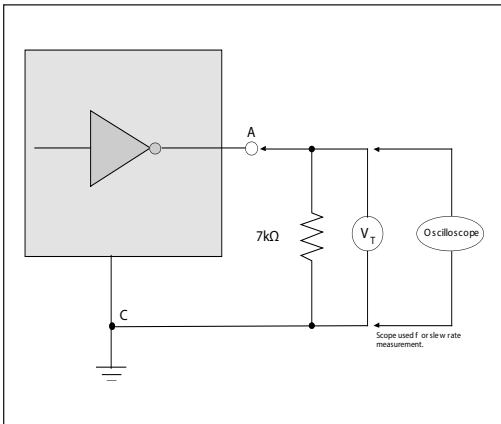 A
7kΩ
V T
Oscilloscope
C
Scope used f or slew rate
measurement.